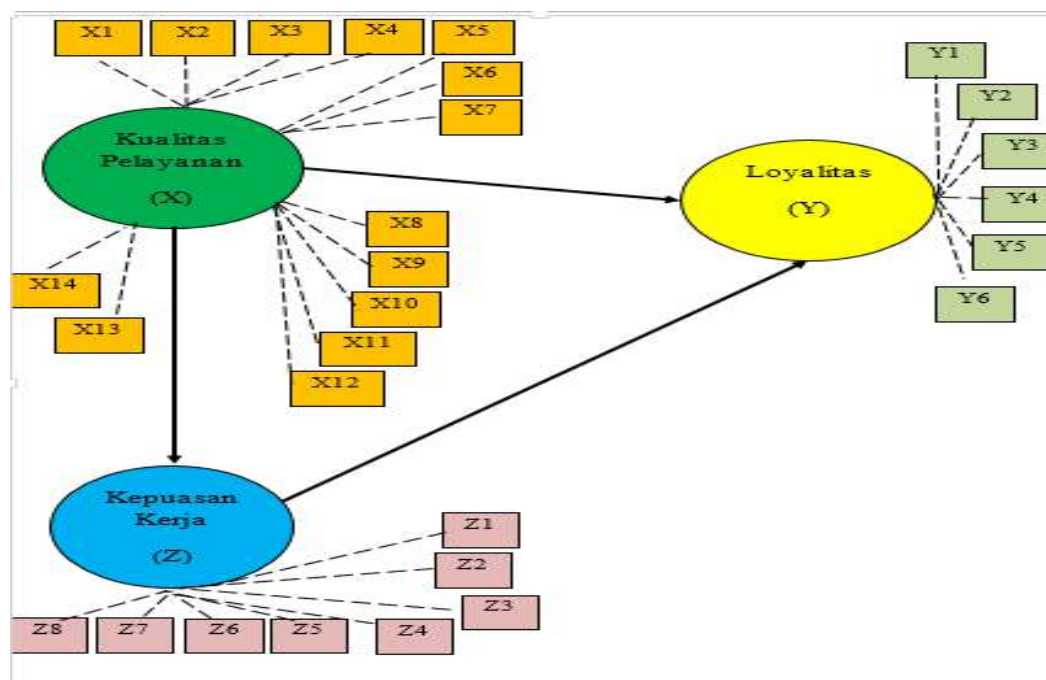 X1
X2
X3
X4
X5
X6
X7
Kualitas
Pelayanan
(X)
X8
X9
X10
X11
X12
X13
X14
Y1
Y2
Y3
Y4
Y5
Y6
Loyalitas
(Y)
Kepuasan
Kerja
(Z)
Z1
Z2
Z3
Z4
Z5
Z6
Z7
Z8